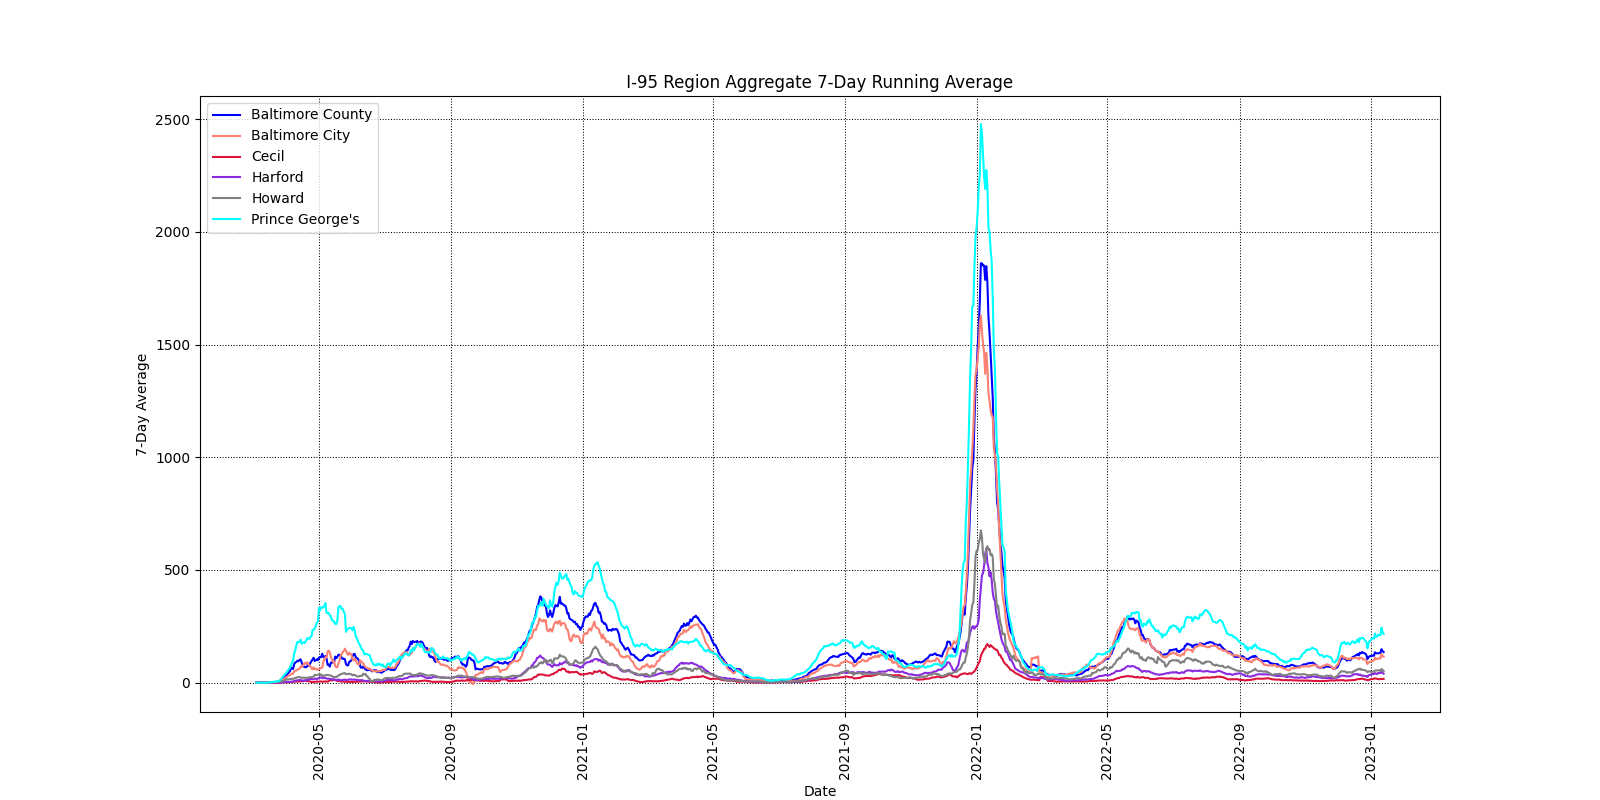 I-95 Region Aggregate 7-Day Running Average
Baltimore County
Baltimore City
Cecil
Harford
Howard
Prince George's
2500
2000
1500
1000
500
0
7-Day Average
2020-05
2020-09
2021-01
2021-05
2021-09
2022-01
2022-05
2022-09
2023-01
Date